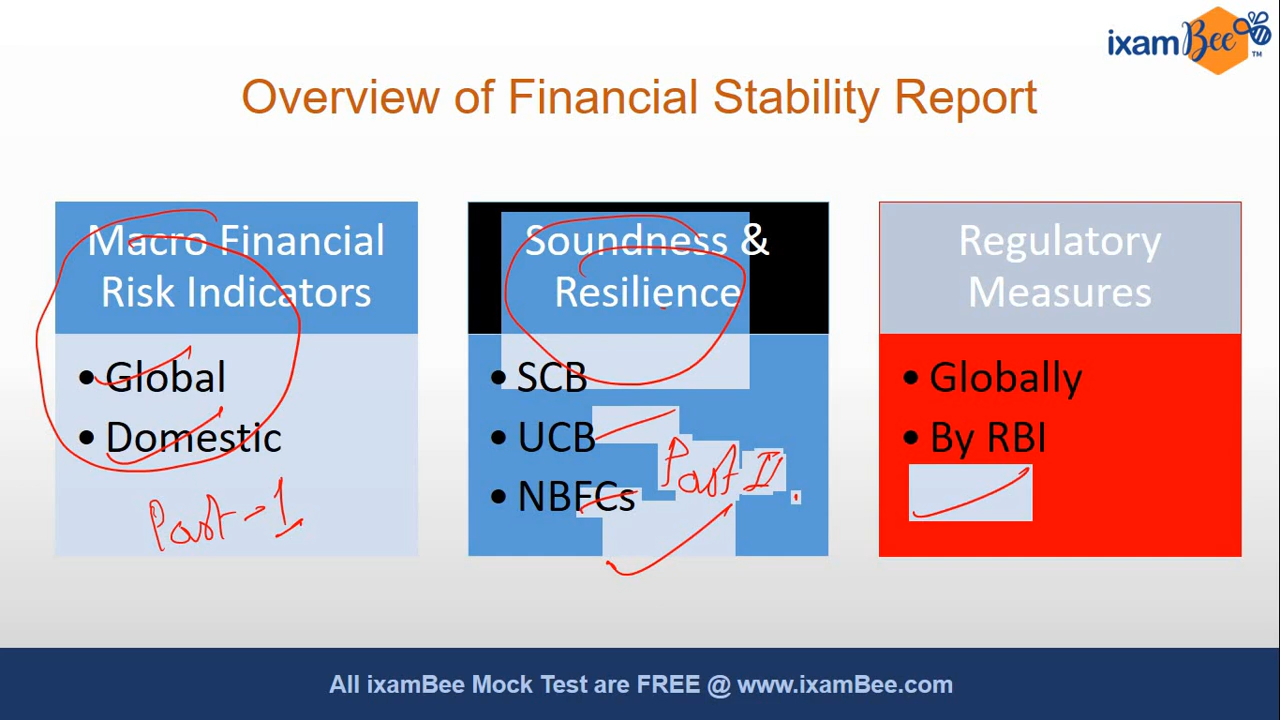 ixamBee
TM
Overview of Financial Stability Report
Macro Financial
Risk Indicators
• Global
• Domestic
Part - 1
Soundness &
Resilience
• SCB
• UCB
• NBFCs
Part II.
Regulatory
Measures
• Globally
• By RBI
All ixamBee Mock Test are FREE @ www.ixamBee.com